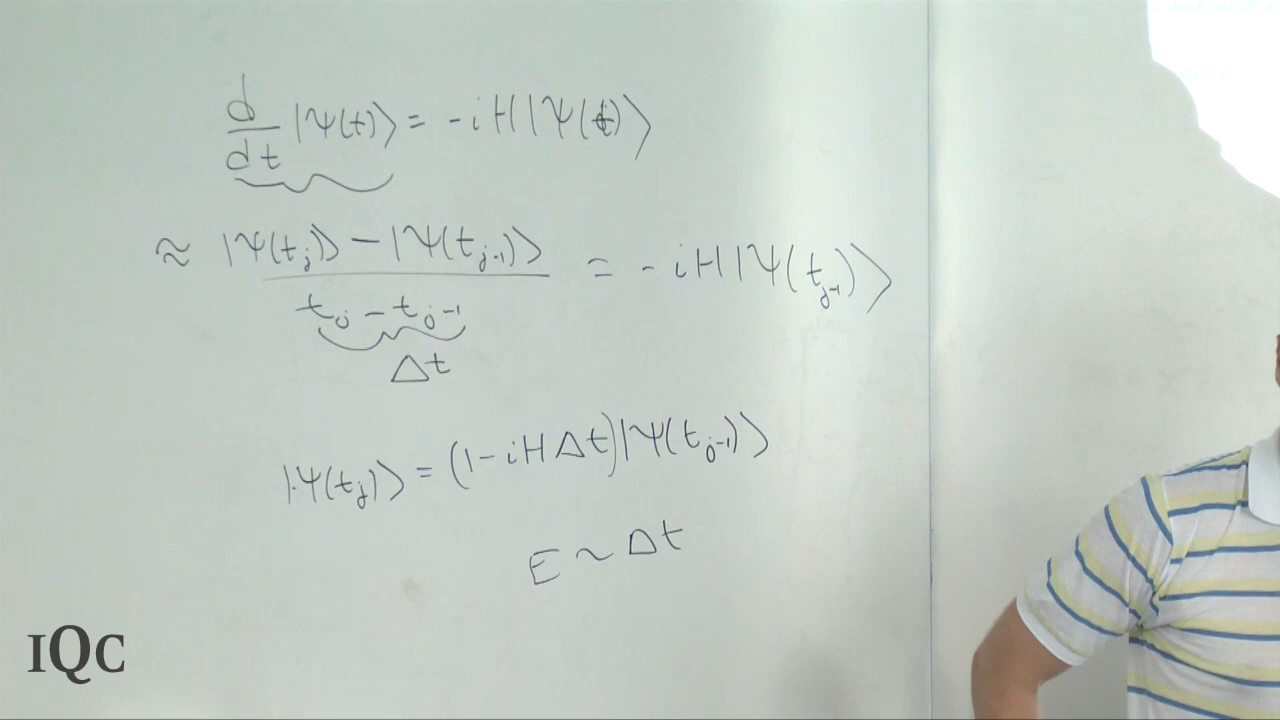 d/dt |Ψ(t)⟩ = -iH|Ψ(t)⟩
≈ |Ψ(t_j)⟩ - |Ψ(t_{j-1})⟩ / t_j - t_{j-1} = -iH|Ψ(t_{j-1})⟩
Δt
|Ψ(t_j)⟩ = (1-iHΔt)|Ψ(t_{j-1})⟩
E ~ Δt
IQC